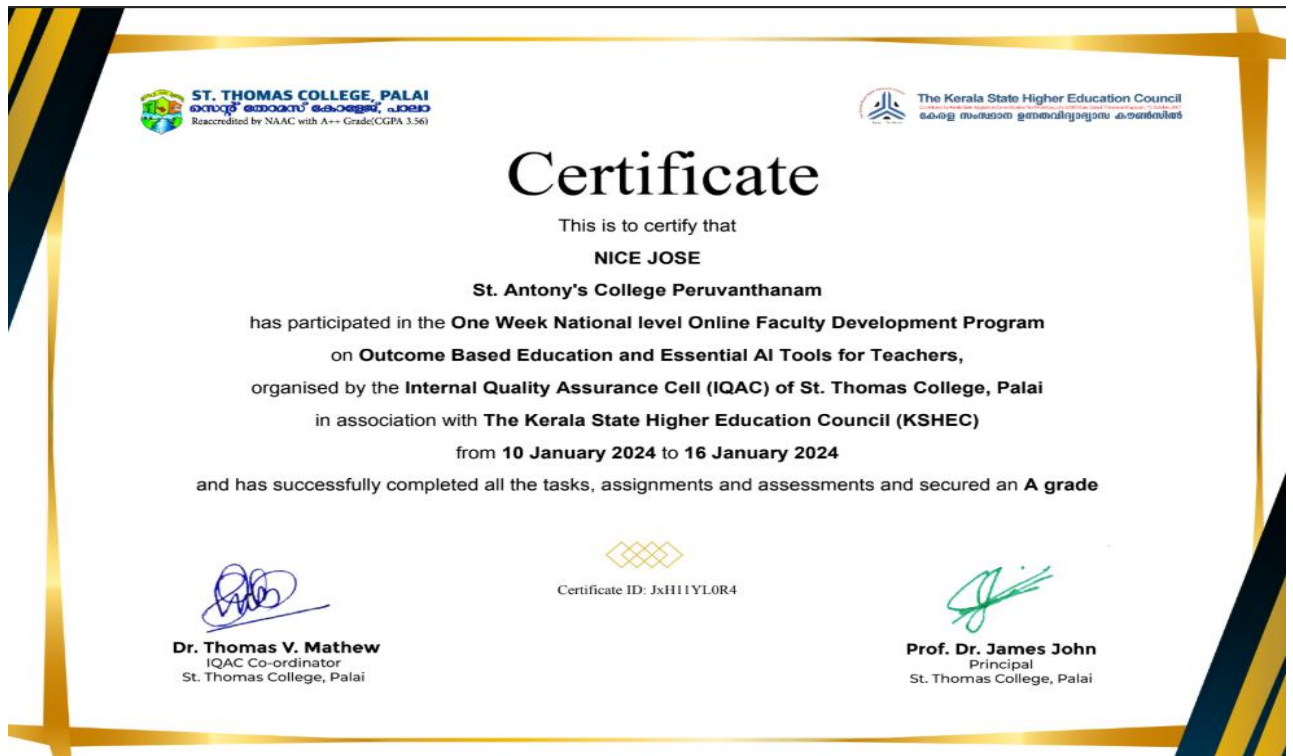 ST. THOMAS COLLEGE, PALAI
സെന്റ് തോമസ് കോളേജ്, പാലാ
Reaccredited by NAAC with A++ Grade(CGPA 3.56)
The Kerala State Higher Education Council
കേരള സംസ്ഥാന ഉന്നതവിദ്യാഭ്യാസ കൗൺസിൽ
Certificate
This is to certify that
NICE JOSE
St. Antony's College Peruvanthanam
has participated in the One Week National level Online Faculty Development Program
on Outcome Based Education and Essential AI Tools for Teachers,
organised by the Internal Quality Assurance Cell (IQAC) of St. Thomas College, Palai
in association with The Kerala State Higher Education Council (KSHEC)
from 10 January 2024 to 16 January 2024
and has successfully completed all the tasks, assignments and assessments and secured an A grade
Certificate ID: JxH11YL0R4
Dr. Thomas V. Mathew
IQAC Co-ordinator
St. Thomas College, Palai
Prof. Dr. James John
Principal
St. Thomas College, Palai